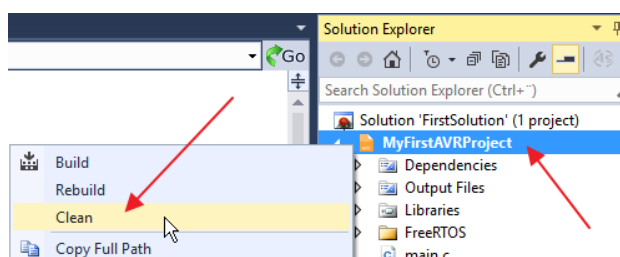 Solution Explorer
Go
Search Solution Explorer (Ctrl+¨)
Solution 'FirstSolution' (1 project)
MyFirstAVRProject
Dependencies
Output Files
Libraries
FreeRTOS
main.c
Build
Rebuild
Clean
Copy Full Path